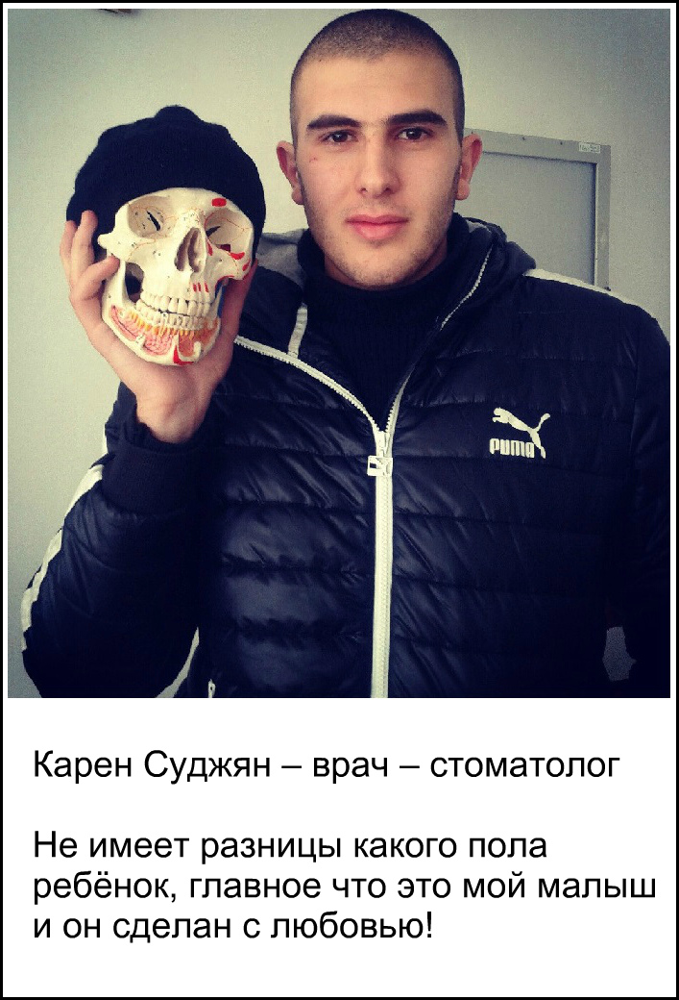 PUMA
Карен Суджян – врач – стоматолог
Не имеет разницы какого пола
ребёнок, главное что это мой малыш
и он сделан с любовью!